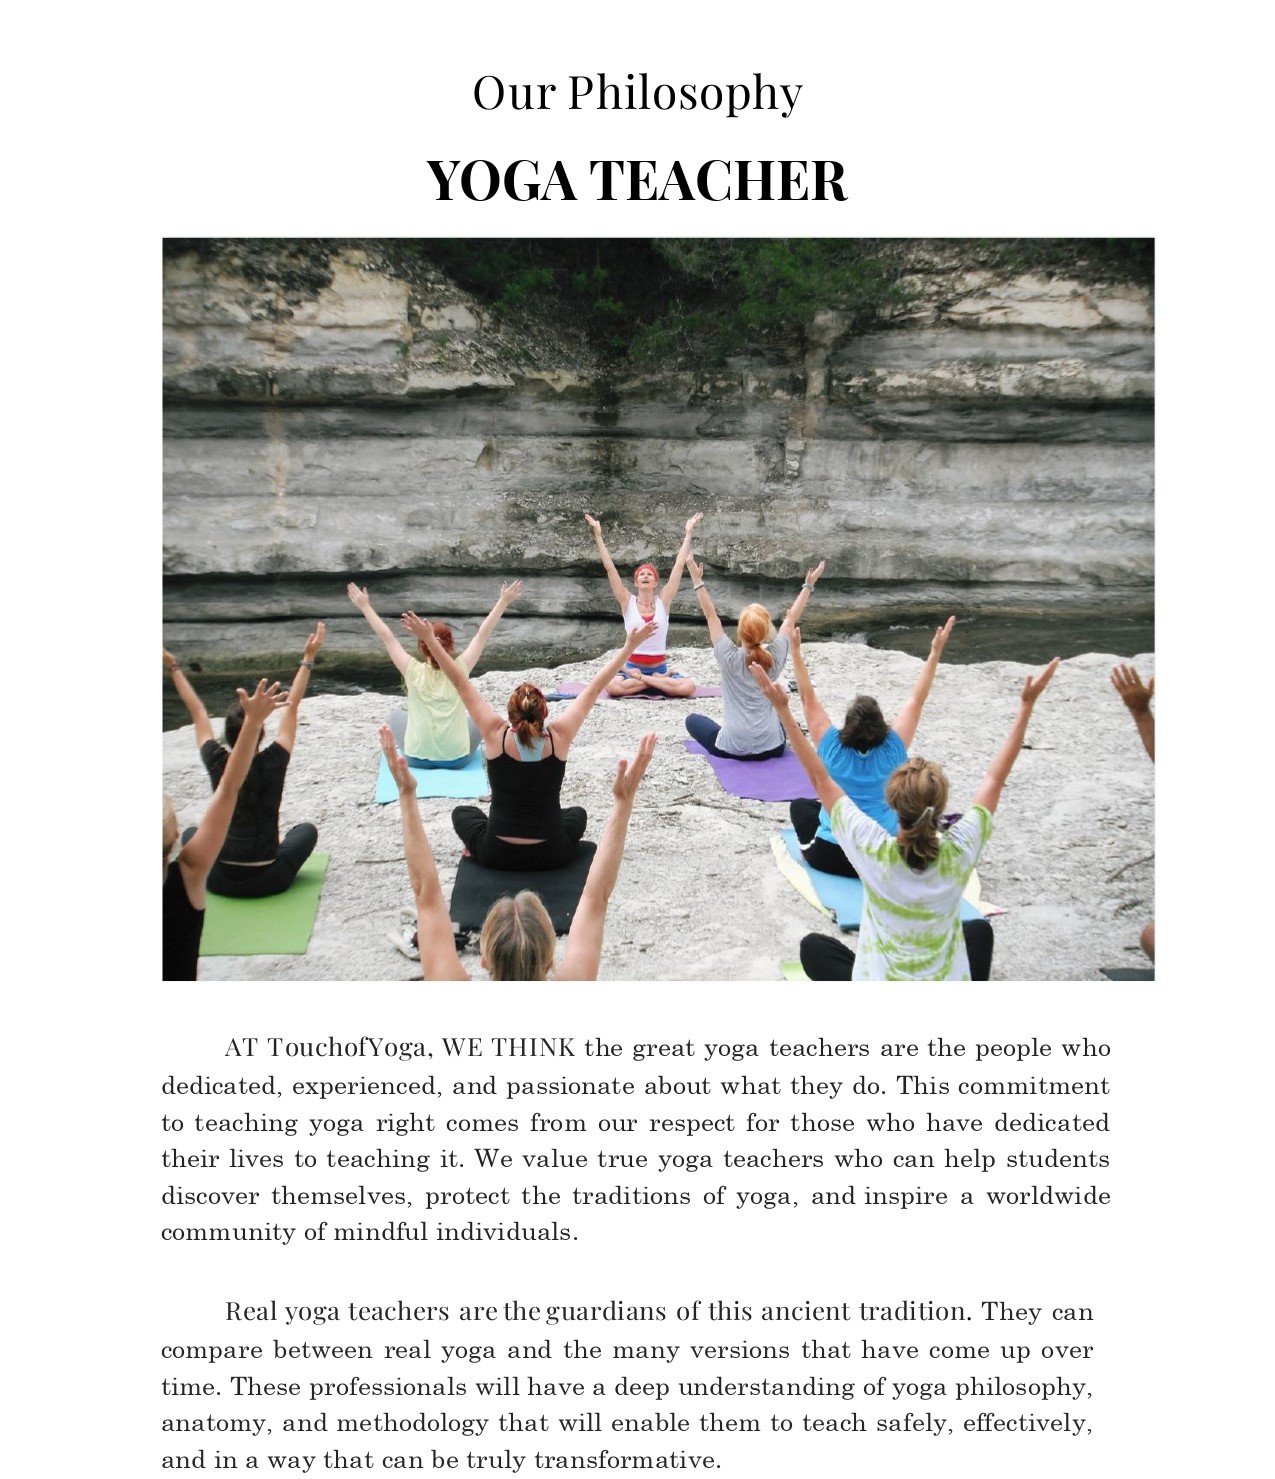 Our Philosophy
YOGA TEACHER
AT TouchofYoga, WE THINK the great yoga teachers are the people who
dedicated, experienced, and passionate about what they do. This commitment
to teaching yoga right comes from our respect for those who have dedicated
their lives to teaching it. We value true yoga teachers who can help students
discover themselves, protect the traditions of yoga, and inspire a worldwide
community of mindful individuals.
Real yoga teachers are the guardians of this ancient tradition. They can
compare between real yoga and the many versions that have come up over
time. These professionals will have a deep understanding of yoga philosophy,
anatomy, and methodology that will enable them to teach safely, effectively,
and in a way that can be truly transformative.